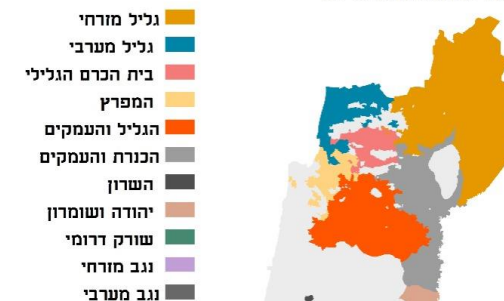 גליל מזרחי
גליל מערבי
בית הכרם הגלילי
המפרץ
הגליל והעמקים
הכנרת והעמקים
השרון
יהודה ושומרון
שורק דרומי
נגב מזרחי
נגב מערבי